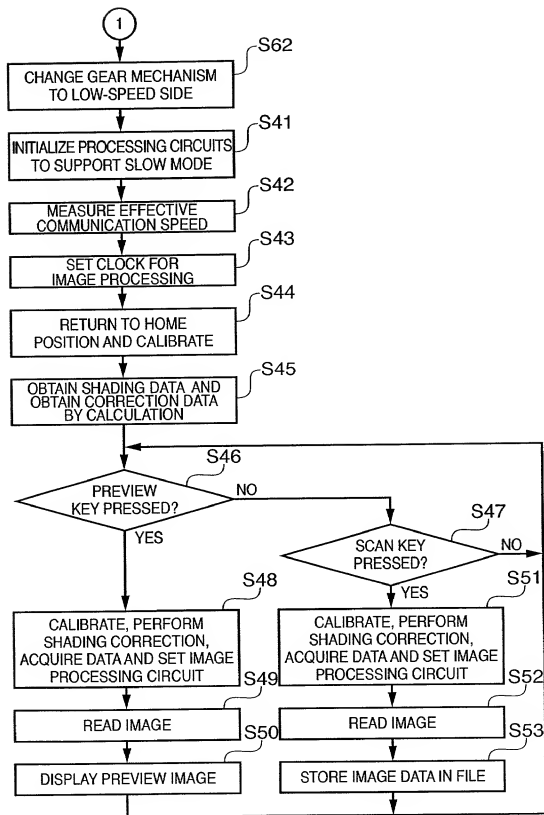 1
S62
CHANGE GEAR MECHANISM
TO LOW-SPEED SIDE
S41
INITIALIZE PROCESSING CIRCUITS
TO SUPPORT SLOW MODE
S42
MEASURE EFFECTIVE
COMMUNICATION SPEED
S43
SET CLOCK FOR
IMAGE PROCESSING
S44
RETURN TO HOME
POSITION AND CALIBRATE
S45
OBTAIN SHADING DATA AND
OBTAIN CORRECTION DATA
BY CALCULATION
S46
PREVIEW
KEY PRESSED?
NO
YES
S47
SCAN KEY
PRESSED?
NO
YES
S48
CALIBRATE, PERFORM
SHADING CORRECTION,
ACQUIRE DATA AND SET IMAGE
PROCESSING CIRCUIT
S49
READ IMAGE
S50
DISPLAY PREVIEW IMAGE
S51
CALIBRATE, PERFORM
SHADING CORRECTION,
ACQUIRE DATA AND SET IMAGE
PROCESSING CIRCUIT
S52
READ IMAGE
S53
STORE IMAGE DATA IN FILE